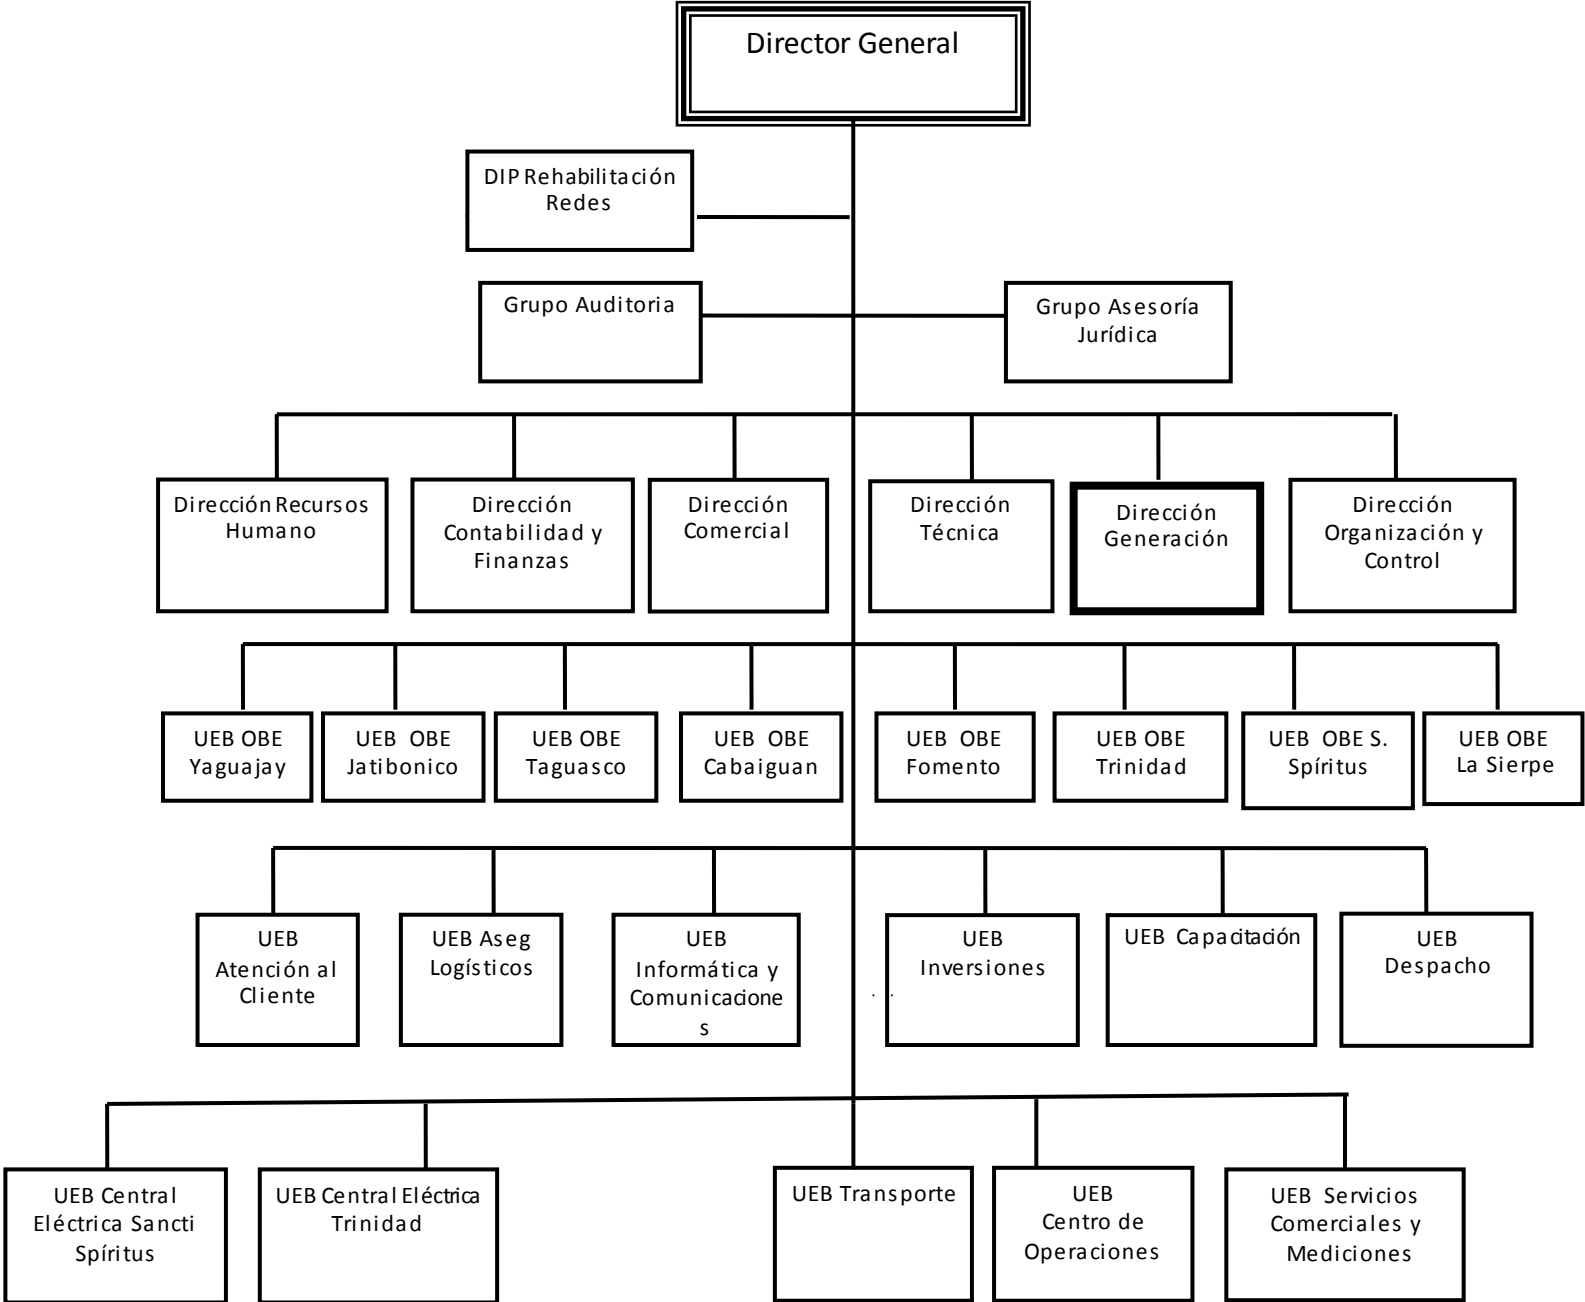 Director General
DIP Rehabilitación
Redes
Grupo Auditoria
Grupo Asesoría
Jurídica
Dirección Recursos
Humano
Dirección
Contabilidad y
Finanzas
Dirección
Comercial
Dirección
Técnica
Dirección
Generación
Dirección
Organización y
Control
UEB OBE
Yaguajay
UEB OBE
Jatibonico
UEB OBE
Taguasco
UEB OBE
Cabaiguan
UEB OBE
Fomento
UEB OBE
Trinidad
UEB OBE S.
Spíritus
UEB OBE
La Sierpe
UEB
Atención al
Cliente
UEB Aseg
Logísticos
UEB
Informática y
Comunicacione
s
. .
UEB
Inversiones
UEB Capacitación
UEB
Despacho
UEB Central
Eléctrica Sancti
Spíritus
UEB Central Eléctrica
Trinidad
UEB Transporte
UEB
Centro de
Operaciones
UEB Servicios
Comerciales y
Mediciones